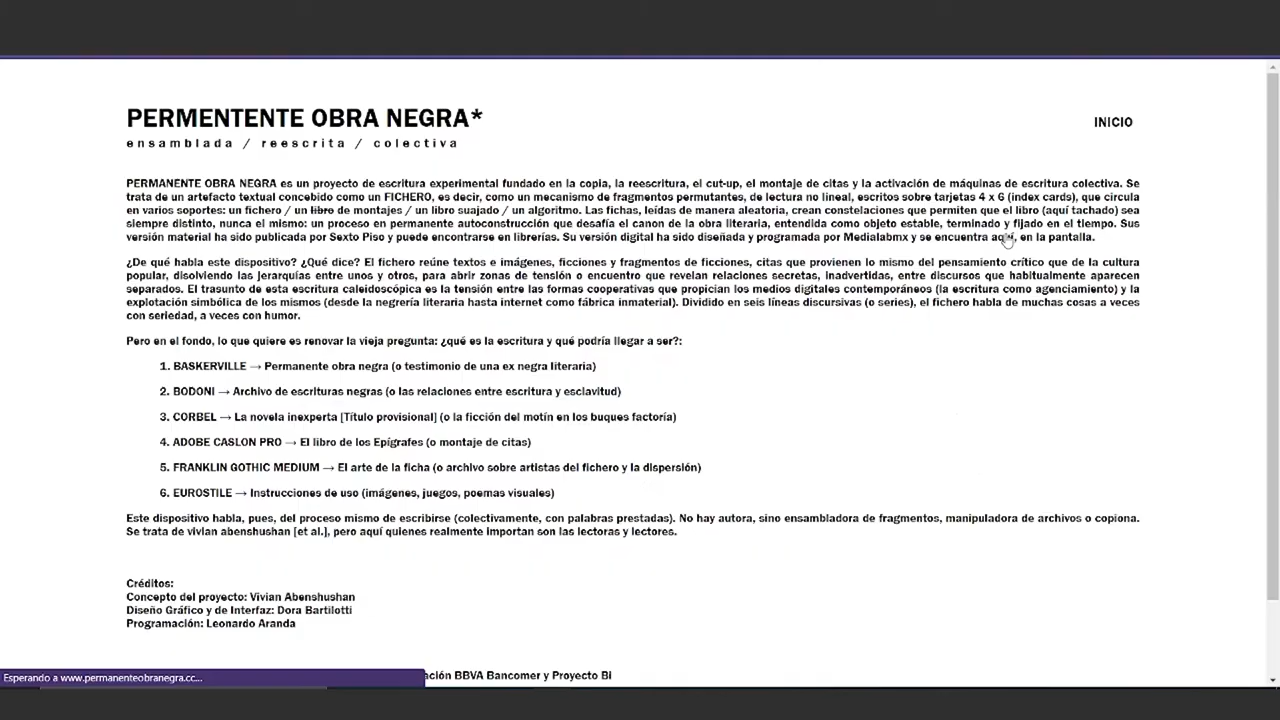 PERMENTENTE OBRA NEGRA*
INICIO
ensamblada / reescrita / colectiva
PERMANENTE OBRA NEGRA es un proyecto de escritura experimental fundado en la copia, la reescritura, el cut-up, el montaje de citas y la activación de máquinas de escritura colectiva. Se
trata de un artefacto textual concebido como un FICHERO, es decir, como un mecanismo de fragmentos permutantes, de lectura no lineal, escritos sobre tarjetas 4 x 6 (index cards), que circula
en varios soportes: un fichero / un libro de montajes / un libro suajado / un algoritmo. Las fichas, leídas de manera aleatoria, crean constelaciones que permiten que el libro (aquí tachado) sea
siempre distinto, nunca el mismo: un proceso en permanente autoconstrucción que desafía el canon de la obra literaria, entendida como objeto estable, terminado y fijado en el tiempo. Sus
versión material ha sido publicada por Sexto Piso y puede encontrarse en librerías. Su versión digital ha sido diseñada y programada por Medialabmx y se encuentra aquí, en la pantalla.
¿De qué habla este dispositivo? ¿Qué dice? El fichero reúne textos e imágenes, ficciones y fragmentos de ficciones, citas que provienen lo mismo del pensamiento crítico que de la cultura
popular, disolviendo las jerarquías entre unos y otros, para abrir zonas de tensión o encuentro que revelan relaciones secretas, inadvertidas, entre discursos que habitualmente aparecen
separados. El trasunto de esta escritura caleidoscópica es la tensión entre las formas cooperativas que propician los medios digitales contemporáneos (la escritura como agenciamiento) y la
explotación simbólica de los mismos (desde la negrería literaria hasta internet como fábrica inmaterial). Dividido en seis líneas discursivas (o series), el fichero habla de muchas cosas a veces
con seriedad, a veces con humor.
Pero en el fondo, lo que quiere es renovar la vieja pregunta: ¿qué es la escritura y qué podría llegar a ser?:
1. BASKERVILLE → Permanente obra negra (o testimonio de una ex negra literaria)
2. BODONI → Archivo de escrituras negras (o las relaciones entre escritura y esclavitud)
3. CORBEL → La novela inexperta [Título provisional] (o la ficción del motín en los buques factoría)
4. ADOBE CASLON PRO → El libro de los Epígrafes (o montaje de citas)
5. FRANKLIN GOTHIC MEDIUM → El arte de la ficha (o archivo sobre artistas del fichero y la dispersión)
6. EUROSTILE → Instrucciones de uso (imágenes, juegos, poemas visuales)
Este dispositivo habla, pues, del proceso mismo de escribirse (colectivamente, con palabras prestadas). No hay autora, sino ensambladora de fragmentos, manipuladora de archivos o copiona.
Se trata de vivian abenshushan [et al.], pero aquí quienes realmente importan son las lectoras y lectores.
Créditos:
Concepto del proyecto: Vivian Abenshushan
Diseño Gráfico y de Interfaz: Dora Bartilotti
Programación: Leonardo Aranda
ación BBVA Bancomer y Proyecto BI
Esperando a www.permanenteobranegra.cc...